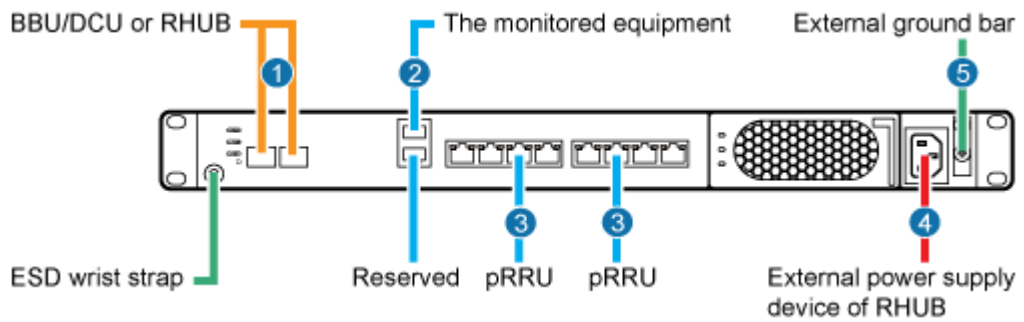 BBU/DCU or RHUB
The monitored equipment
External ground bar
1
2
5
3
3
4
ESD wrist strap
Reserved
pRRU
pRRU
External power supply
device of RHUB